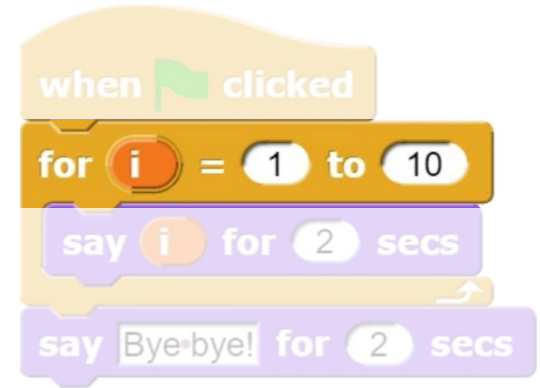 when clicked
for i = 1 to 10
say i for 2 secs
say Bye bye! for 2 secs